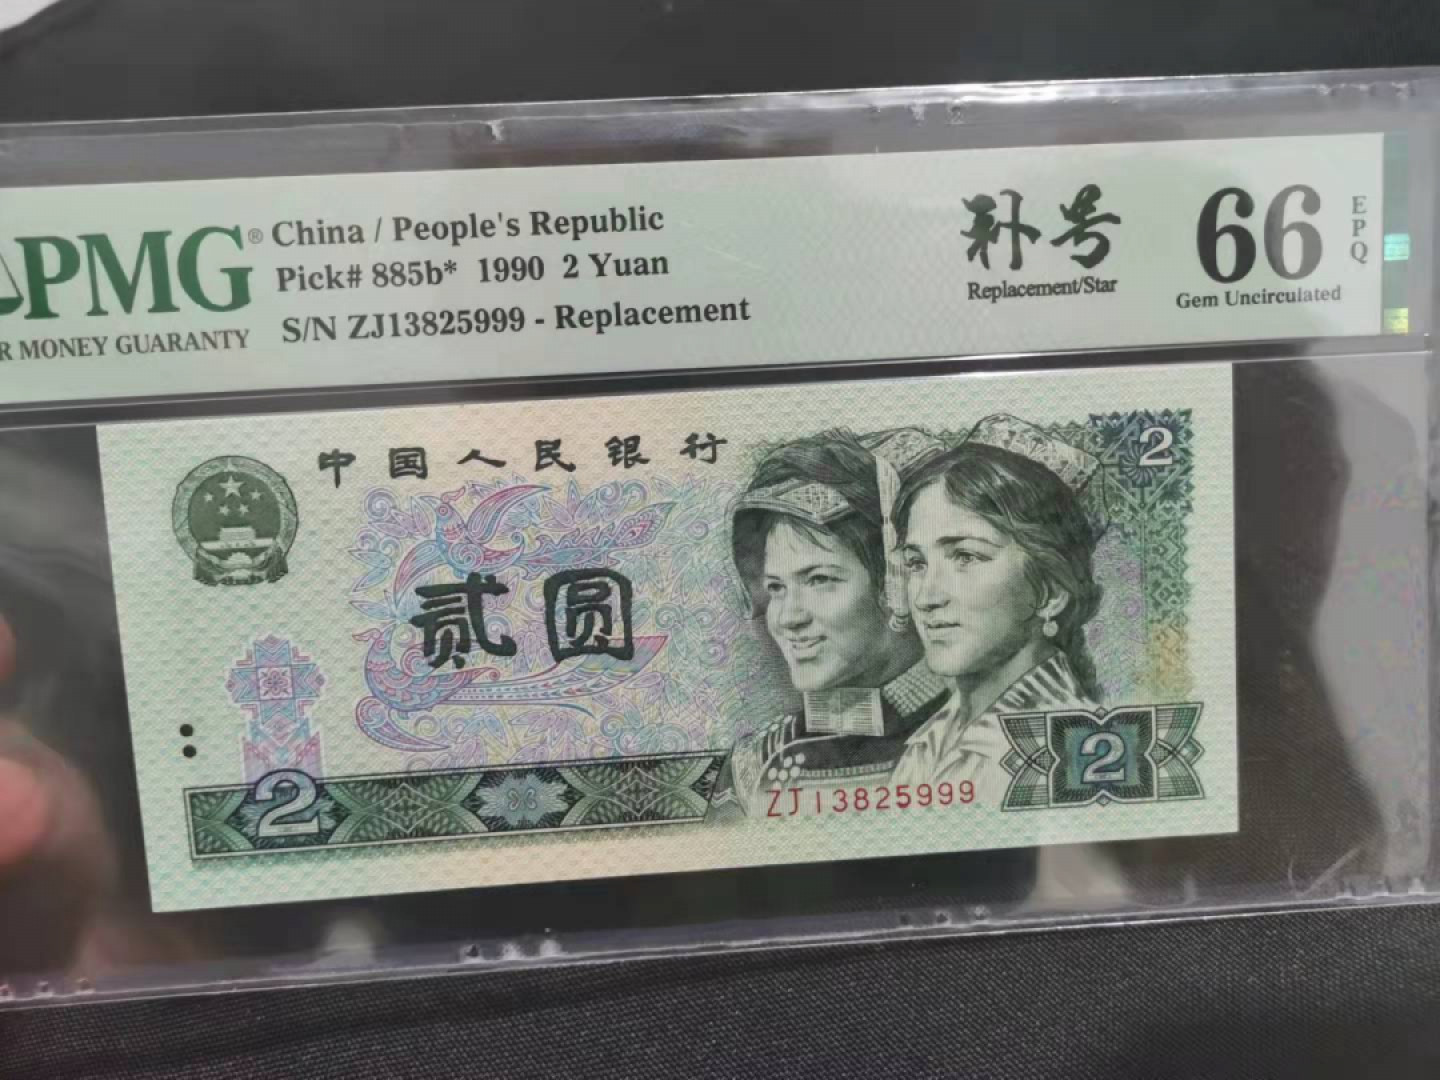 PMG® China / People's Republic
Pick# 885b* 1990 2 Yuan
S/N ZJ13825999 - Replacement
R MONEY GUARANTY
补号
Replacement/Star
66 EPQ
Gem Uncirculated
中国人民银行
2
贰圆
2
2
ZJ13825999